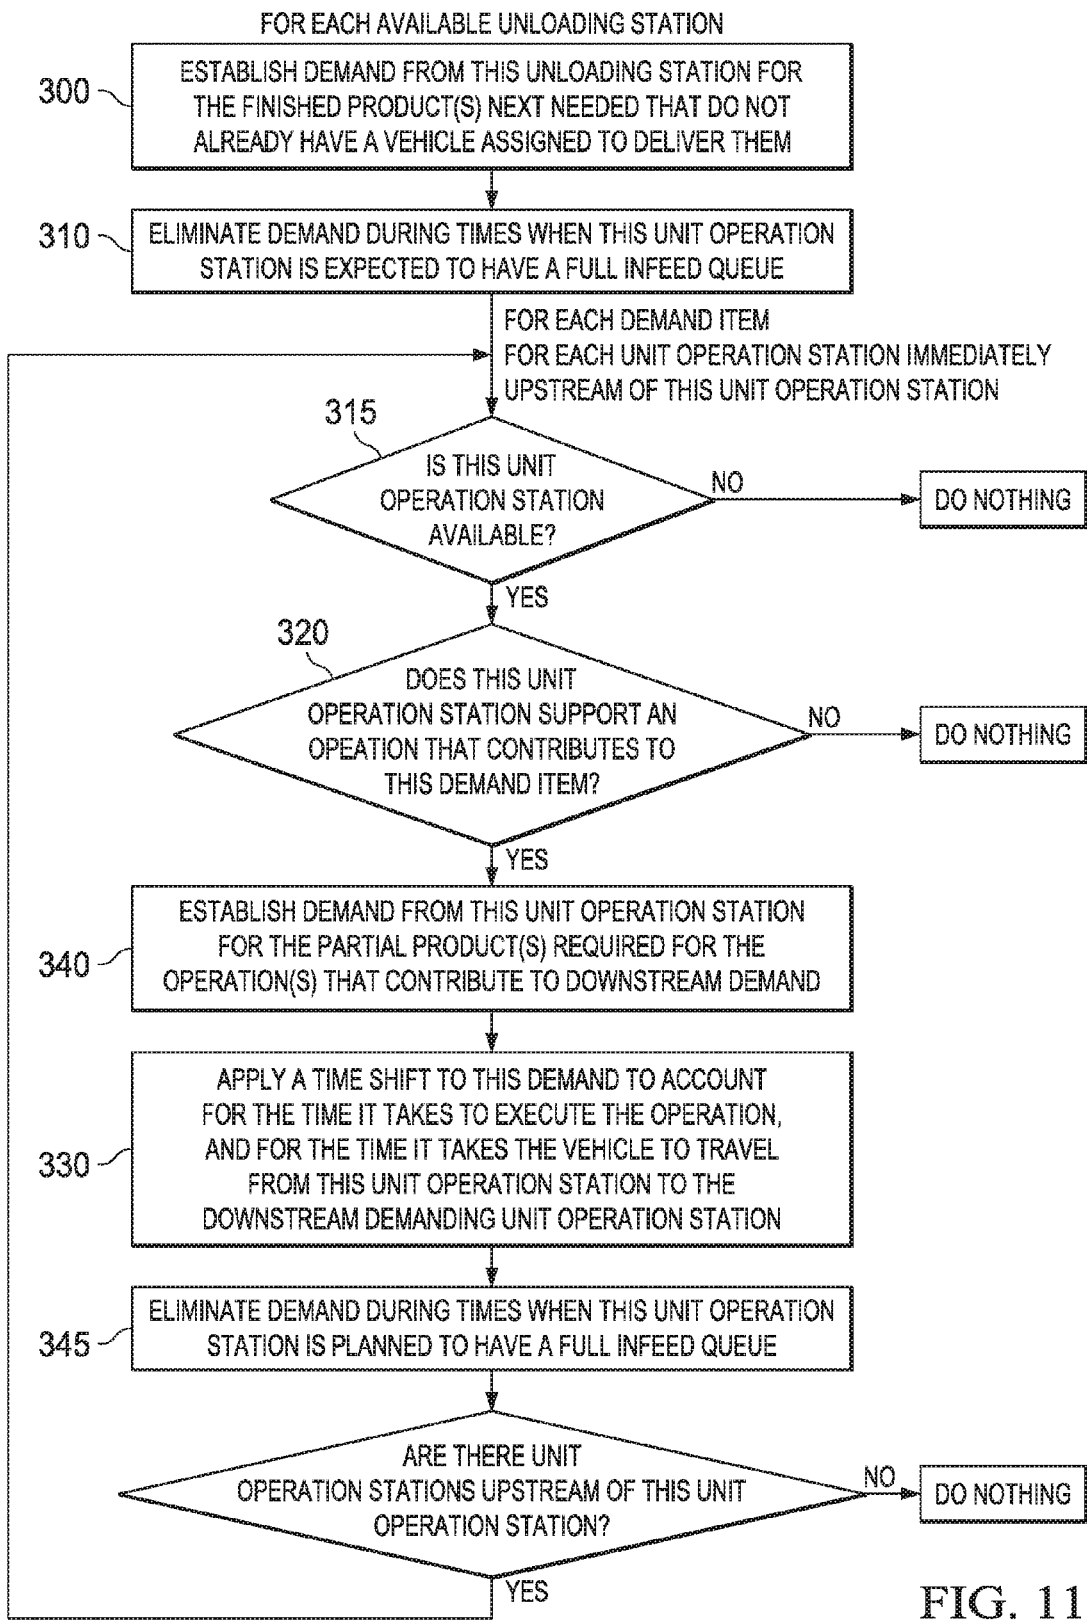 FOR EACH AVAILABLE UNLOADING STATION
300
ESTABLISH DEMAND FROM THIS UNLOADING STATION FOR
THE FINISHED PRODUCT(S) NEXT NEEDED THAT DO NOT
ALREADY HAVE A VEHICLE ASSIGNED TO DELIVER THEM
310
ELIMINATE DEMAND DURING TIMES WHEN THIS UNIT OPERATION
STATION IS EXPECTED TO HAVE A FULL INFEED QUEUE
FOR EACH DEMAND ITEM
FOR EACH UNIT OPERATION STATION IMMEDIATELY
UPSTREAM OF THIS UNIT OPERATION STATION
315
IS THIS UNIT
OPERATION STATION
AVAILABLE?
NO
DO NOTHING
YES
320
DOES THIS UNIT
OPERATION STATION SUPPORT AN
OPEATION THAT CONTRIBUTES TO
THIS DEMAND ITEM?
NO
DO NOTHING
YES
340
ESTABLISH DEMAND FROM THIS UNIT OPERATION STATION
FOR THE PARTIAL PRODUCT(S) REQUIRED FOR THE
OPERATION(S) THAT CONTRIBUTE TO DOWNSTREAM DEMAND
330
APPLY A TIME SHIFT TO THIS DEMAND TO ACCOUNT
FOR THE TIME IT TAKES TO EXECUTE THE OPERATION,
AND FOR THE TIME IT TAKES THE VEHICLE TO TRAVEL
FROM THIS UNIT OPERATION STATION TO THE
DOWNSTREAM DEMANDING UNIT OPERATION STATION
345
ELIMINATE DEMAND DURING TIMES WHEN THIS UNIT OPERATION
STATION IS PLANNED TO HAVE A FULL INFEED QUEUE
ARE THERE UNIT
OPERATION STATIONS UPSTREAM OF THIS UNIT
OPERATION STATION?
NO
DO NOTHING
YES
FIG. 11